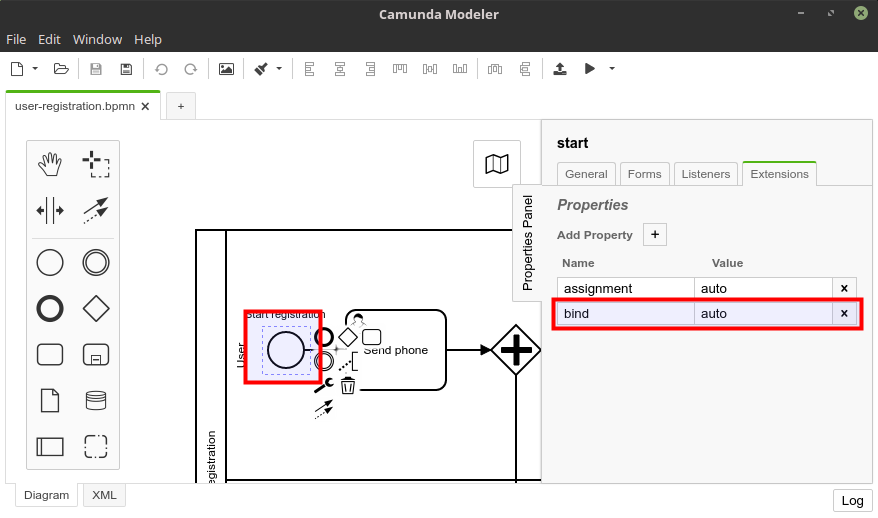 Camunda Modeler
File Edit Window Help
user-registration.bpmn
start
General Forms Listeners Extensions
Properties
Add Property
Name Value
assignment auto
bind auto
Properties Panel
Start registration
User
Send phone
Diagram XML
Log